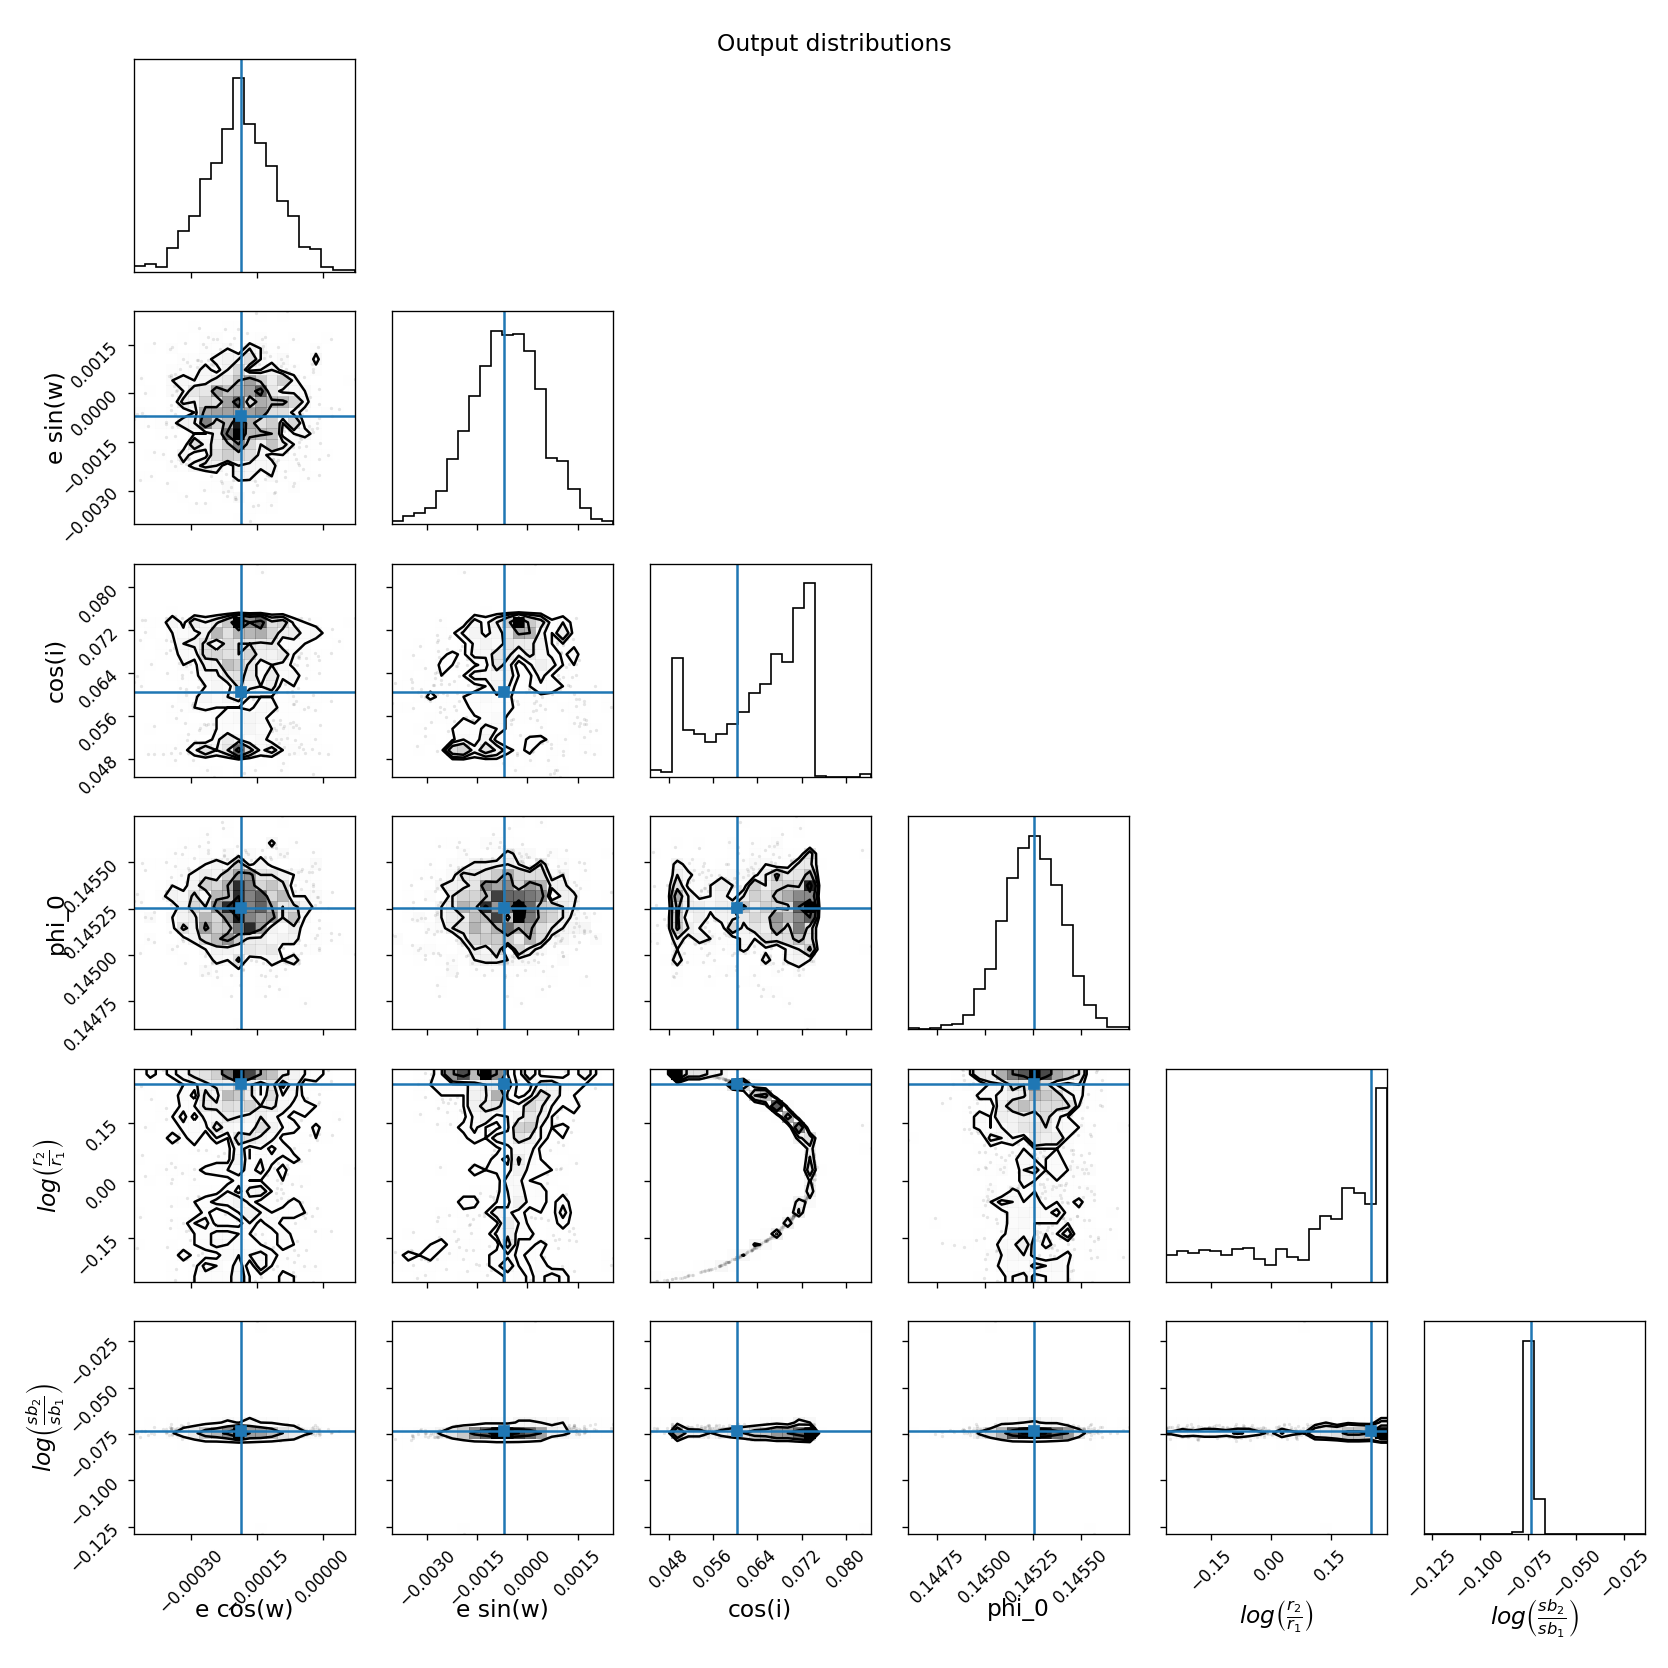 Output distributions
e sin(w)
0.0015
0.0000
−0.0015
−0.0030
cos(i)
0.080
0.072
0.064
0.056
0.048
phi_0
0.14550
0.14525
0.14500
0.14475
log(r₂/r₁)
0.15
0.00
−0.15
log(sb₂/sb₁)
−0.025
−0.050
−0.075
−0.100
−0.125
−0.00030 −0.00015 0.00000
e cos(w)
−0.0030 −0.0015 0.0000 0.0015
e sin(w)
0.048 0.056 0.064 0.072 0.080
cos(i)
0.14475 0.14500 0.14525 0.14550
phi_0
−0.15 0.00 0.15
log(r₂/r₁)
−0.125 −0.100 −0.075 −0.050 −0.025
log(sb₂/sb₁)